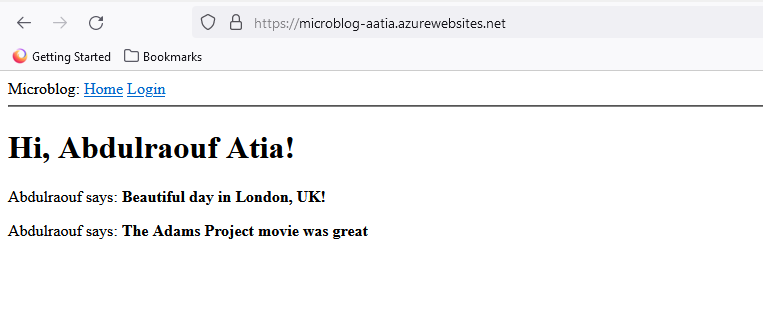 https://microblog-aatia.azurewebsites.net
Getting Started Bookmarks
Microblog: Home Login
Hi, Abdulraouf Atia!
Abdulraouf says: Beautiful day in London, UK!
Abdulraouf says: The Adams Project movie was great